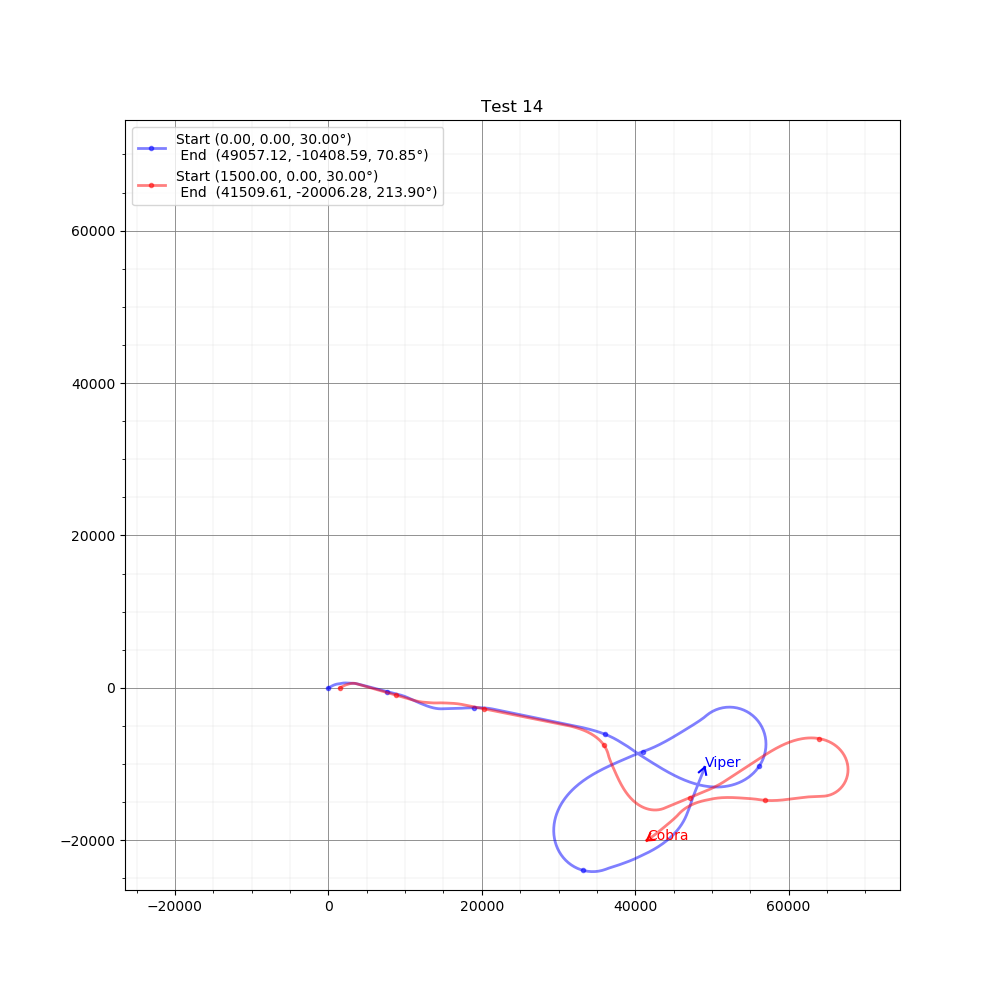 Test 14
Start (0.00, 0.00, 30.00°)
End  (49057.12, -10408.59, 70.85°)
Start (1500.00, 0.00, 30.00°)
End  (41509.61, -20006.28, 213.90°)
60000
40000
20000
0
−20000
Viper
Cobra
−20000 0 20000 40000 60000